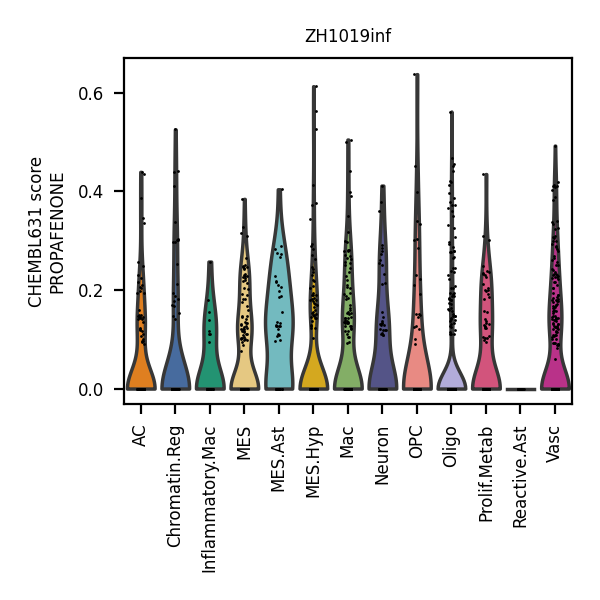 ZH1019inf
CHEMBL631 score
PROPAFENONE
0.6
0.4
0.2
0.0
AC
Chromatin.Reg
Inflammatory.Mac
MES
MES.Ast
MES.Hyp
Mac
Neuron
OPC
Oligo
Prolif.Metab
Reactive.Ast
Vasc